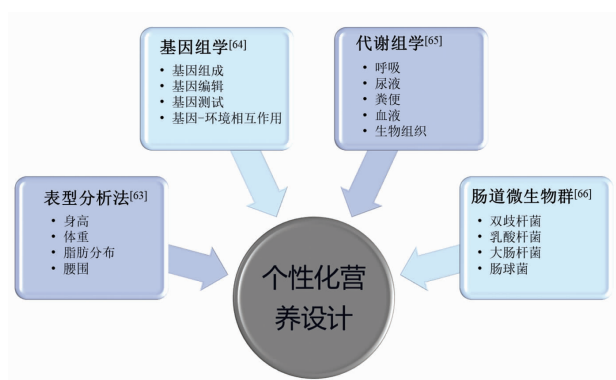 基因组学[64]
• 基因组成
• 基因编辑
• 基因测试
• 基因-环境相互作用
代谢组学[65]
• 呼吸
• 尿液
• 粪便
• 血液
• 生物组织
表型分析法[63]
• 身高
• 体重
• 脂肪分布
• 腰围
肠道微生物群[66]
• 双歧杆菌
• 乳酸杆菌
• 大肠杆菌
• 肠球菌
个性化营
养设计